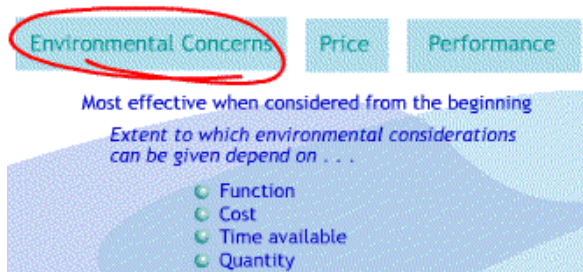 Environmental Concerns Price Performance
Most effective when considered from the beginning
Extent to which environmental considerations
can be given depend on . . .
Function
Cost
Time available
Quantity